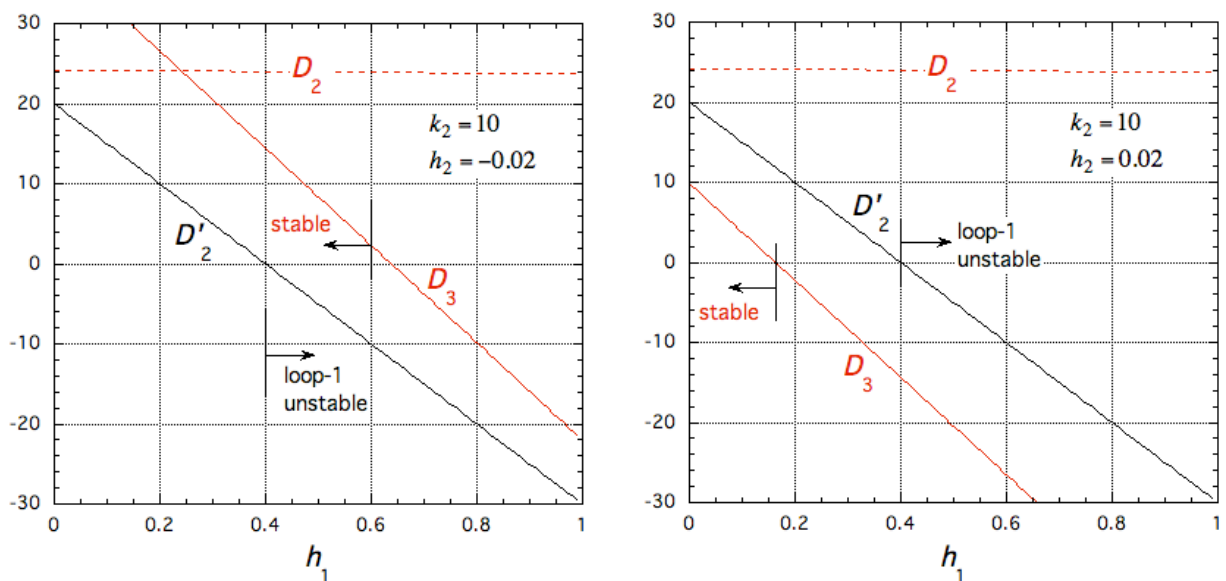 30
20
10
0
-10
-20
-30
0
0.2
0.4
0.6
0.8
1
h₁
D₂
k₂ = 10
h₂ = −0.02
D′₂
stable
D₃
loop-1
unstable
30
20
10
0
-10
-20
-30
0
0.2
0.4
0.6
0.8
1
h₁
D₂
k₂ = 10
h₂ = 0.02
D′₂
loop-1
unstable
stable
D₃